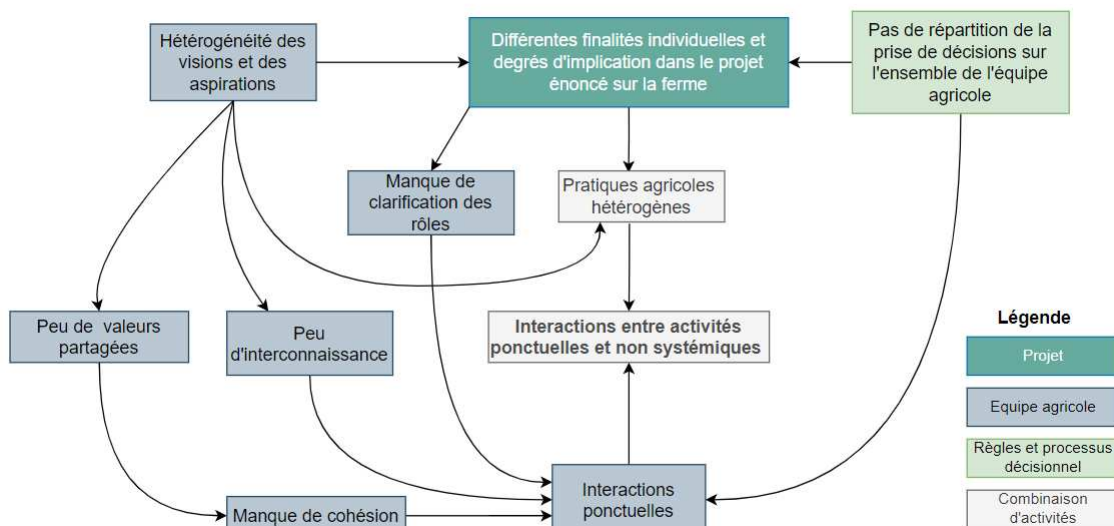 Hétérogénéité des
visions et des
aspirations
Différentes finalités individuelles et
degrés d'implication dans le projet
énoncé sur la ferme
Pas de répartition de la
prise de décisions sur
l'ensemble de l'équipe
agricole
Manque de
clarification des
rôles
Pratiques agricoles
hétérogènes
Peu de valeurs
partagées
Peu
d'interconnaissance
Interactions entre activités
ponctuelles et non systémiques
Manque de cohésion
Interactions
ponctuelles
Légende
Projet
Equipe agricole
Règles et processus
décisionnel
Combinaison
d'activités